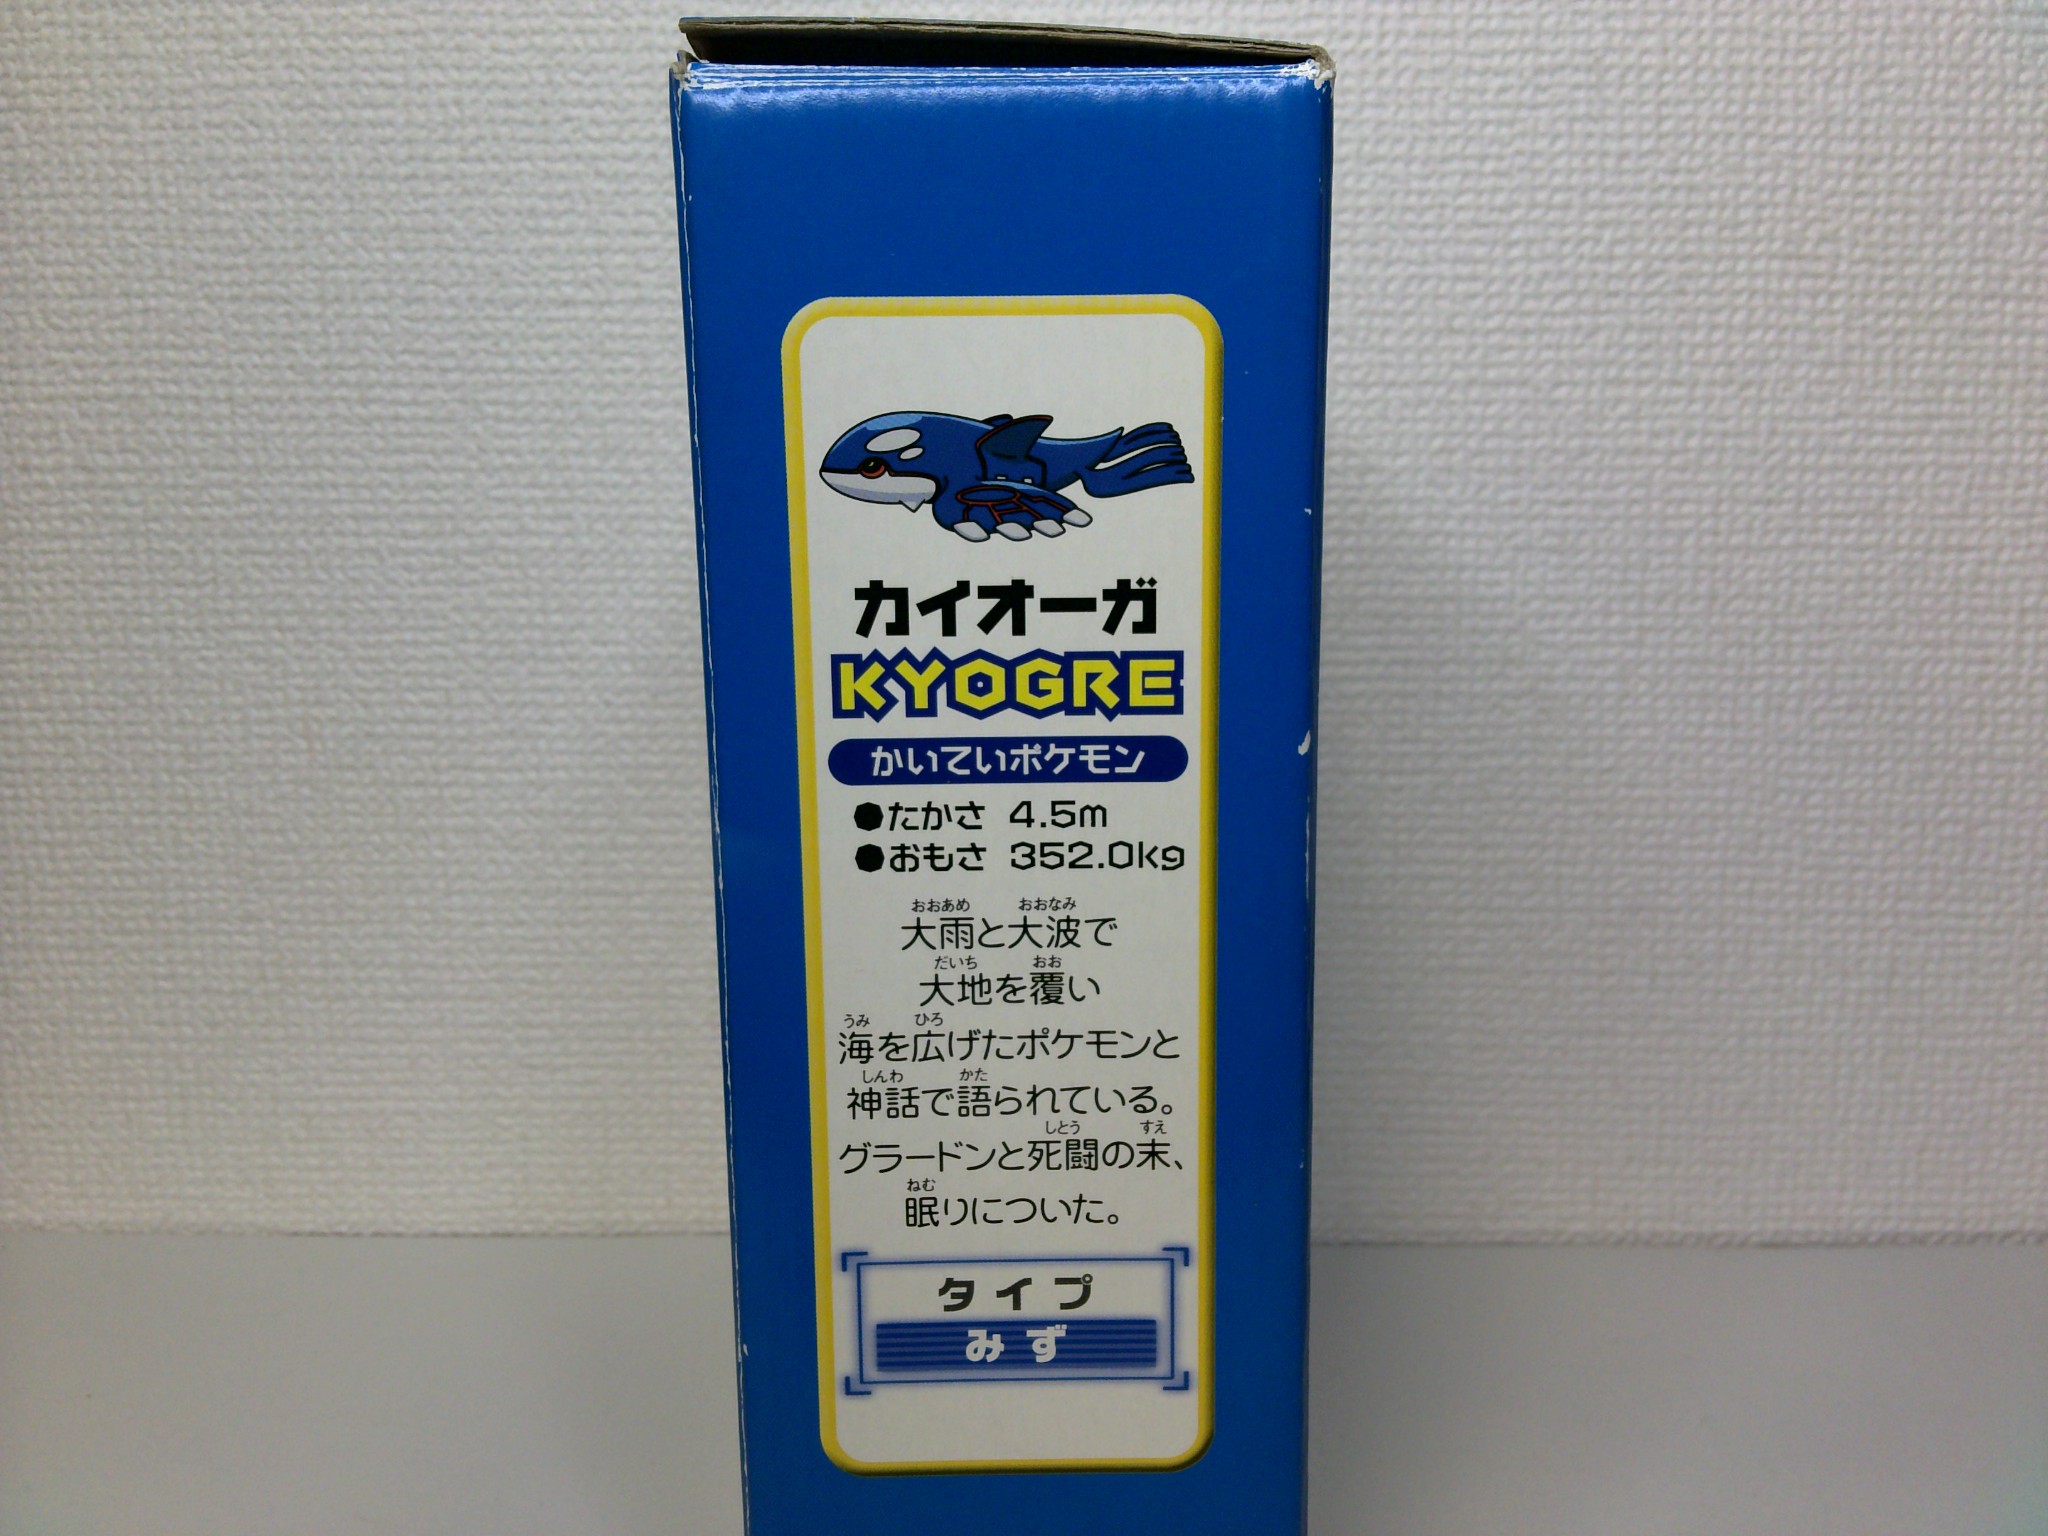 カイオーガ
KYOGRE
かいていポケモン
●たかさ 4.5m
●おもさ 352.0kg
おおあめ おおなみ
大雨と大波で
だいち おお
大地を覆い
うみ ひろ
海を広げたポケモンと
しんわ かた
神話で語られている。
しとう すえ
グラードンと死闘の末、
ねむ
眠りについた。
タイプ
みず